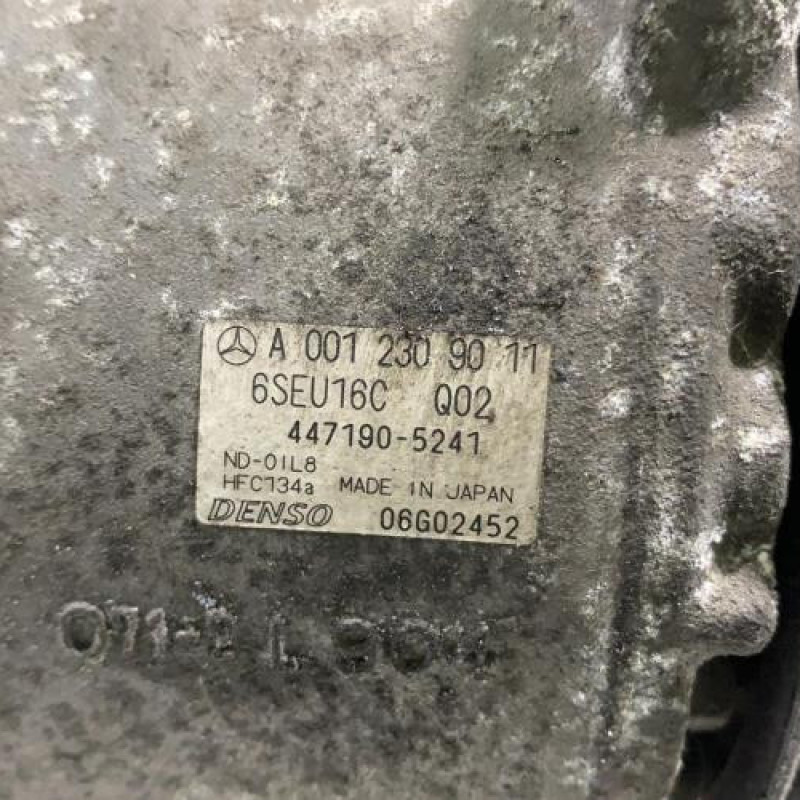 A 001 230 90 11
6SEU16C Q02
447190-5241
ND-OIL8
HFC134a MADE IN JAPAN
DENSO 06G02452